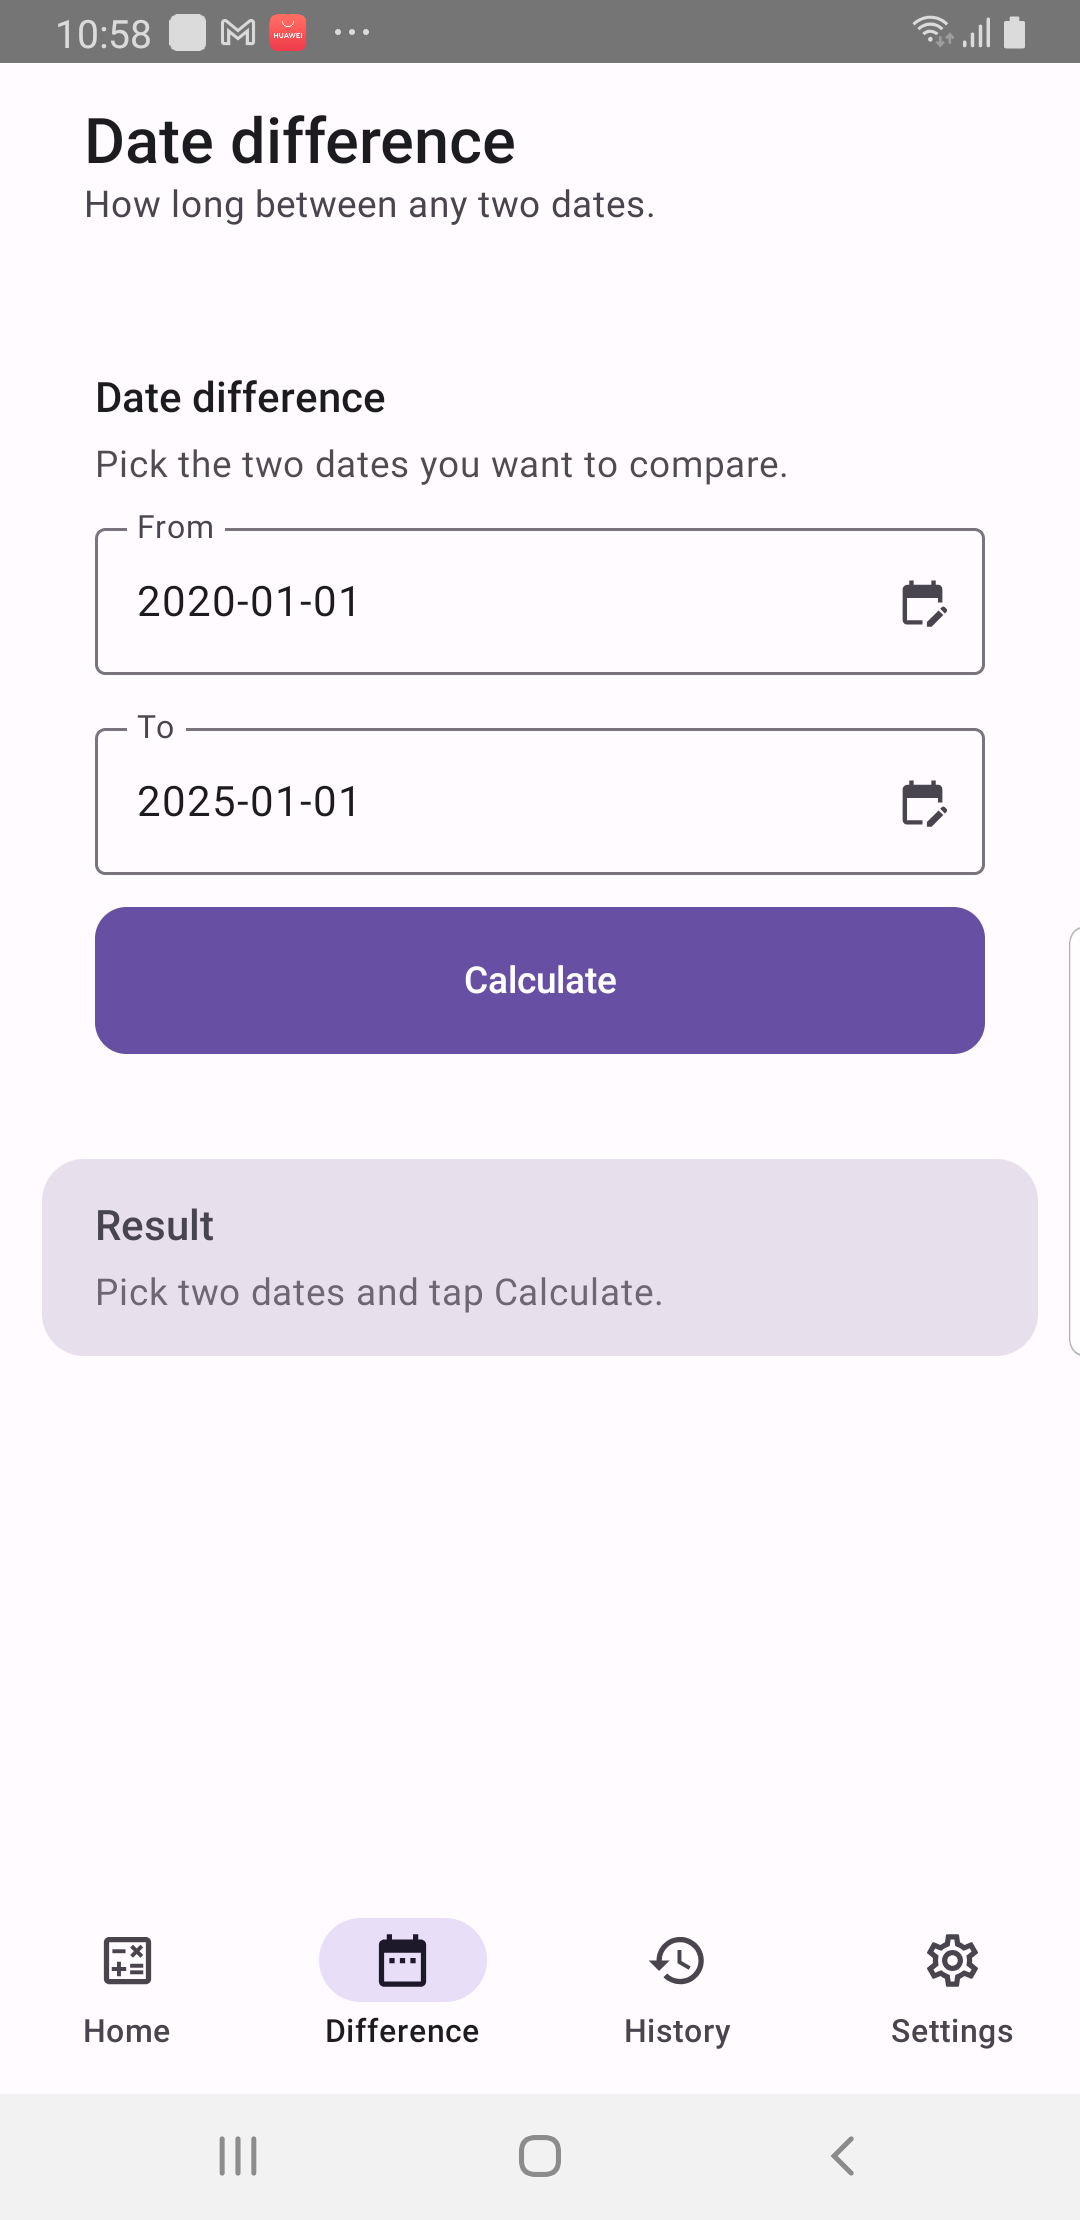 10:58
HUAWEI
Date difference
How long between any two dates.
Date difference
Pick the two dates you want to compare.
From
2020-01-01
To
2025-01-01
Calculate
Result
Pick two dates and tap Calculate.
Home
Difference
History
Settings